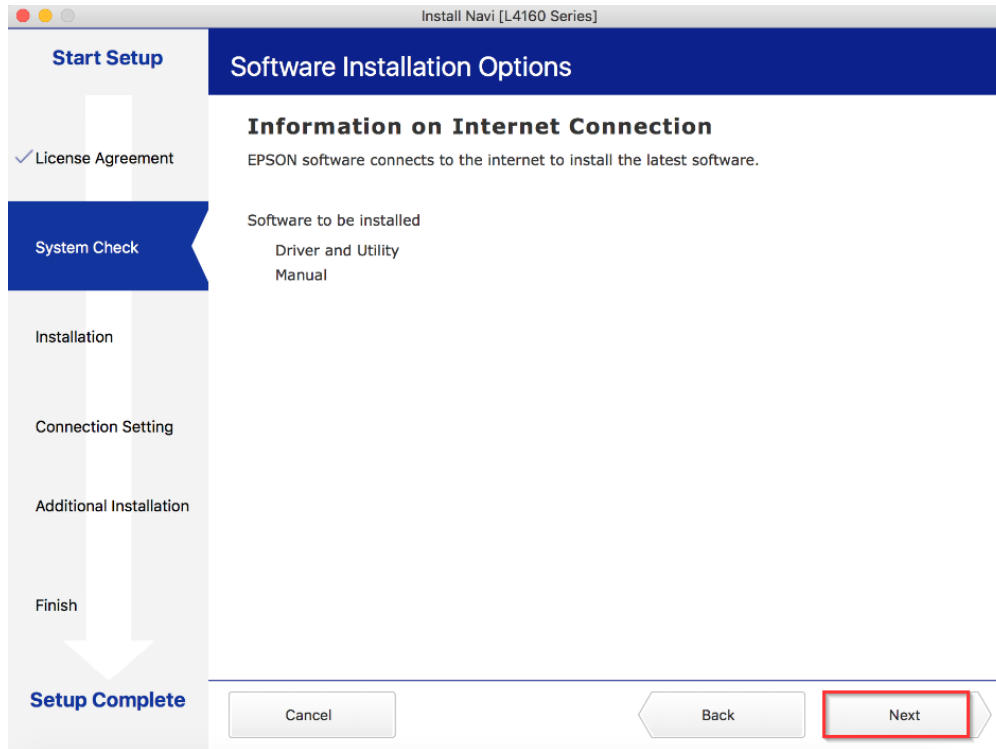 Install Navi [L4160 Series]
Start Setup
License Agreement
System Check
Installation
Connection Setting
Additional Installation
Finish
Setup Complete
Software Installation Options
Information on Internet Connection
EPSON software connects to the internet to install the latest software.
Software to be installed
Driver and Utility
Manual
Cancel
Back
Next